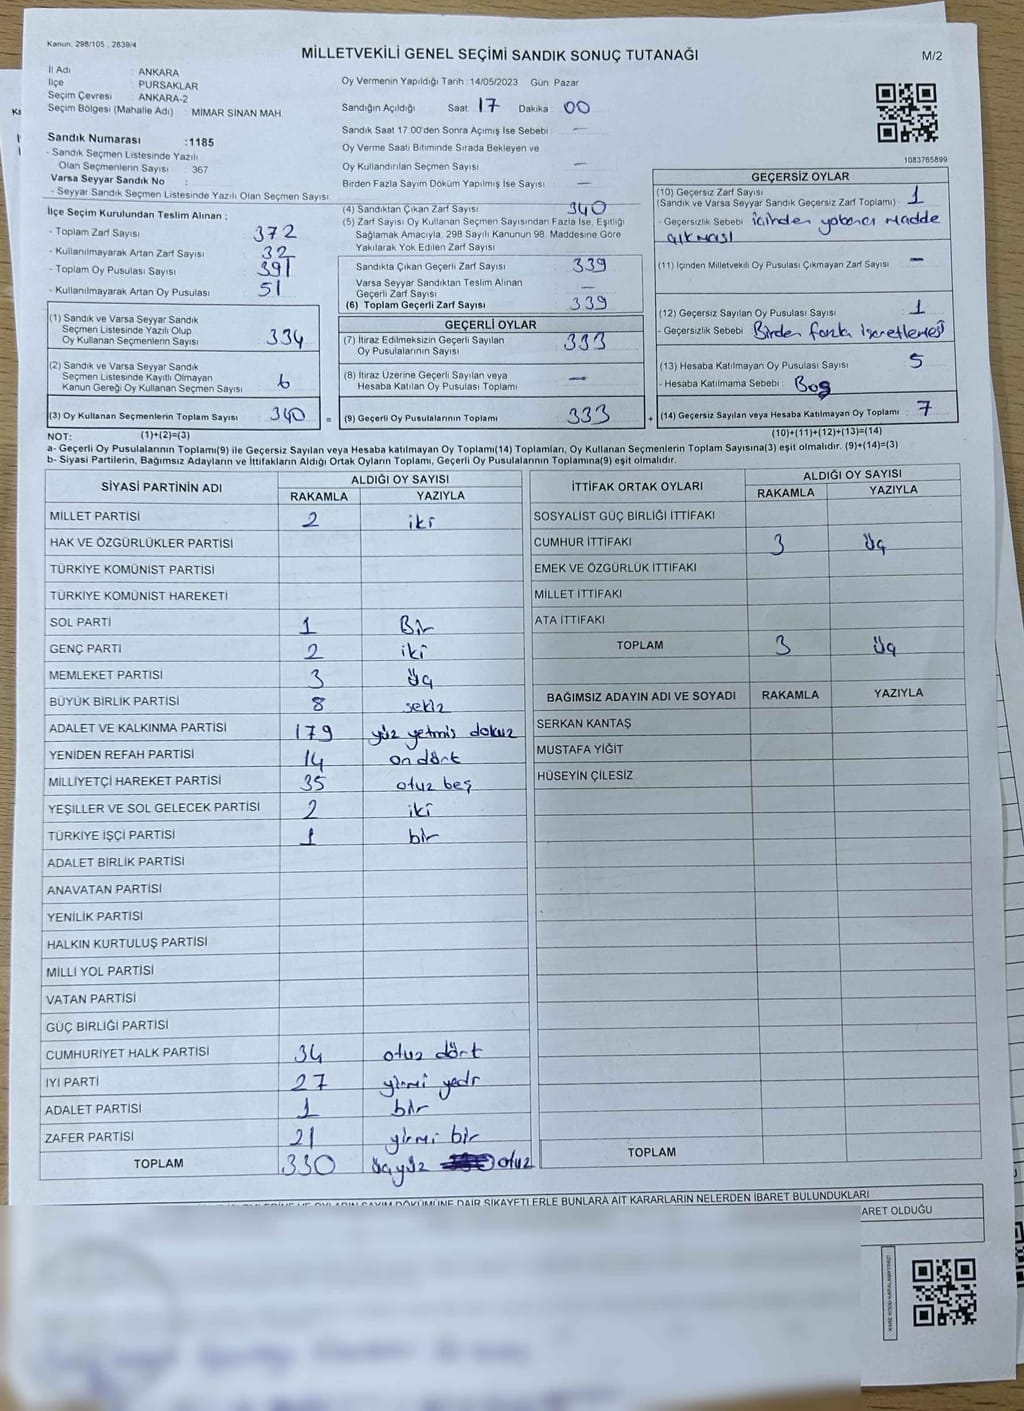 Kanun: 298/105 , 2839/4
MİLLETVEKİLİ GENEL SEÇİMİ SANDIK SONUÇ TUTANAĞI
M/2
İl Adı : ANKARA
İlçe : PURSAKLAR
Seçim Çevresi : ANKARA-2
Seçim Bölgesi (Mahalle Adı) : MİMAR SİNAN MAH.
Oy Vermenin Yapıldığı Tarih : 14/05/2023 Gün: Pazar
Sandığın Açıldığı Saat: 17 Dakika: 00
Sandık Saat 17.00'den Sonra Açımış İse Sebebi : —
Oy Verme Saati Bitiminde Sırada Bekleyen ve
Oy Kullandırılan Seçmen Sayısı : —
Birden Fazla Sayım Döküm Yapılmış İse Sayısı : —
1083765899
Sandık Numarası : 1185
- Sandık Seçmen Listesinde Yazılı
Olan Seçmenlerin Sayısı : 367
Varsa Seyyar Sandık No :
- Seyyar Sandık Seçmen Listesinde Yazılı Olan Seçmen Sayısı
İlçe Seçim Kurulundan Teslim Alınan ;
- Toplam Zarf Sayısı : 372
- Kullanılmayarak Artan Zarf Sayısı : 32
- Toplam Oy Pusulası Sayısı : 391
- Kullanılmayarak Artan Oy Pusulası : 51
(1) Sandık ve Varsa Seyyar Sandık
Seçmen Listesinde Yazılı Olup
Oy Kullanan Seçmenlerin Sayısı : 334
(2) Sandık ve Varsa Seyyar Sandık
Seçmen Listesinde Kayıtlı Olmayan
Kanun Gereği Oy Kullanan Seçmen Sayısı : 6
(3) Oy Kullanan Seçmenlerin Toplam Sayısı : 340 =
(4) Sandıktan Çıkan Zarf Sayısı : 340
(5) Zarf Sayısı Oy Kullanan Seçmen Sayısından Fazla İse, Eşitliği
Sağlamak Amacıyla; 298 Sayılı Kanunun 98. Maddesine Göre
Yakılarak Yok Edilen Zarf Sayısı :
Sandıkta Çıkan Geçerli Zarf Sayısı : 339
Varsa Seyyar Sandıktan Teslim Alınan
Geçerli Zarf Sayısı : —
(6) Toplam Geçerli Zarf Sayısı : 339
GEÇERLİ OYLAR
(7) İtiraz Edilmeksizin Geçerli Sayılan
Oy Pusulalarının Sayısı : 333
(8) İtiraz Üzerine Geçerli Sayılan veya
Hesaba Katılan Oy Pusulası Toplamı : —
(9) Geçerli Oy Pusulalarının Toplamı : 333 +
GEÇERSİZ OYLAR
(10) Geçersiz Zarf Sayısı
(Sandık ve Varsa Seyyar Sandık Geçersiz Zarf Toplamı) : 1
- Geçersizlik Sebebi : içinden yabancı madde
çıkması
(11) İçinden Milletvekili Oy Pusulası Çıkmayan Zarf Sayısı : —
(12) Geçersiz Sayılan Oy Pusulası Sayısı : 1
- Geçersizlik Sebebi : Birden fazla işaretlemesi
(13) Hesaba Katılmayan Oy Pusulası Sayısı : 5
- Hesaba Katılmama Sebebi : Boş
(14) Geçersiz Sayılan veya Hesaba Katılmayan Oy Toplamı : 7
NOT: (1)+(2)=(3)
(10)+(11)+(12)+(13)=(14)
a- Geçerli Oy Pusulalarının Toplamı(9) ile Geçersiz Sayılan veya Hesaba katılmayan Oy Toplamı(14) Toplamları, Oy Kullanan Seçmenlerin Toplam Sayısına(3) eşit olmalıdır. (9)+(14)=(3)
b- Siyasi Partilerin, Bağımsız Adayların ve İttifakların Aldığı Ortak Oyların Toplamı, Geçerli Oy Pusulalarının Toplamına(9) eşit olmalıdır.
SİYASİ PARTİNİN ADI ALDIĞI OY SAYISI
RAKAMLA YAZIYLA
MİLLET PARTİSİ 2 iki
HAK VE ÖZGÜRLÜKLER PARTİSİ
TÜRKİYE KOMÜNİST PARTİSİ
TÜRKİYE KOMÜNİST HAREKETİ
SOL PARTİ 1 Bir
GENÇ PARTİ 2 iki
MEMLEKET PARTİSİ 3 üç
BÜYÜK BİRLİK PARTİSİ 8 sekiz
ADALET VE KALKINMA PARTİSİ 179 yüz yetmiş dokuz
YENİDEN REFAH PARTİSİ 14 on dört
MİLLİYETÇİ HAREKET PARTİSİ 35 otuz beş
YEŞİLLER VE SOL GELECEK PARTİSİ 2 iki
TÜRKİYE İŞÇİ PARTİSİ 1 bir
ADALET BİRLİK PARTİSİ
ANAVATAN PARTİSİ
YENİLİK PARTİSİ
HALKIN KURTULUŞ PARTİSİ
MİLLİ YOL PARTİSİ
VATAN PARTİSİ
GÜÇ BİRLİĞİ PARTİSİ
CUMHURİYET HALK PARTİSİ 34 otuz dört
İYİ PARTİ 27 yirmi yedi
ADALET PARTİSİ 1 bir
ZAFER PARTİSİ 21 yirmi bir
TOPLAM 330 üçyüz otuz
İTTİFAK ORTAK OYLARI ALDIĞI OY SAYISI
RAKAMLA YAZIYLA
SOSYALİST GÜÇ BİRLİĞİ İTTİFAKI
CUMHUR İTTİFAKI 3 üç
EMEK VE ÖZGÜRLÜK İTTİFAKI
MİLLET İTTİFAKI
ATA İTTİFAKI
TOPLAM 3 üç
BAĞIMSIZ ADAYIN ADI VE SOYADI RAKAMLA YAZIYLA
SERKAN KANTAŞ
MUSTAFA YİĞİT
HÜSEYİN ÇİLESİZ
TOPLAM
OYLARIN SAYIM DÖKÜMÜNE DAİR ŞİKAYETLERLE BUNLARA AİT KARARLARIN NELERDEN İBARET BULUNDUKLARI
ARET OLDUĞU